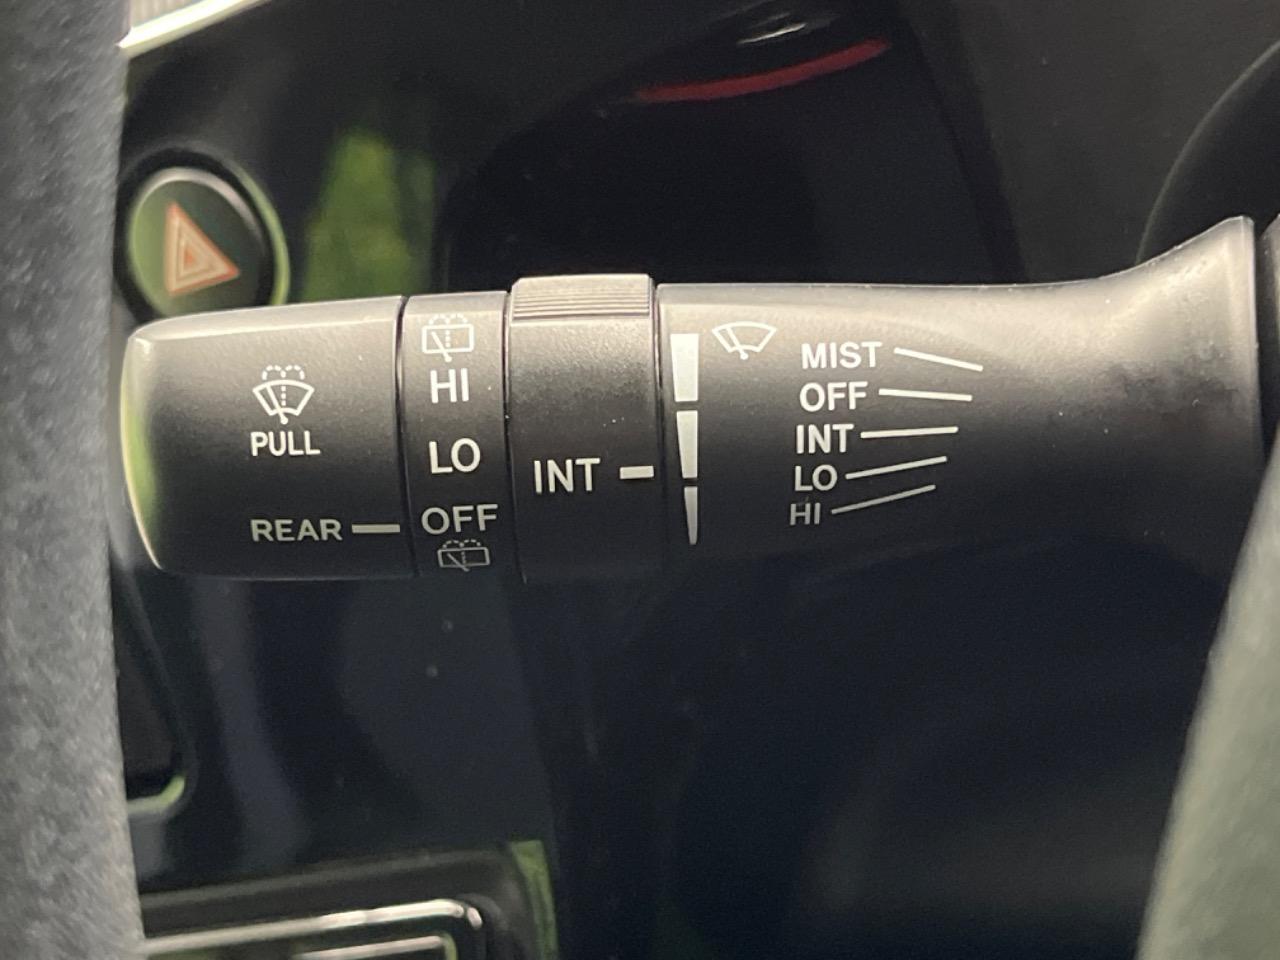 PULL
REAR
HI
LO
OFF
INT
MIST
OFF
INT
LO
HI